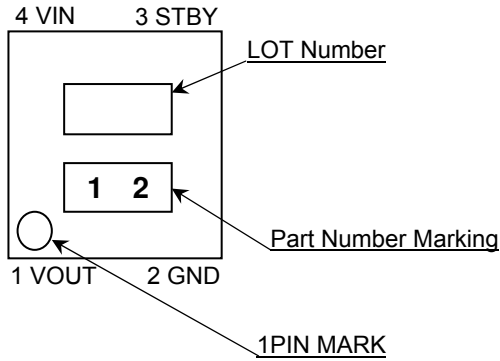 4 VIN 3 STBY
LOT Number
1 2
Part Number Marking
1 VOUT 2 GND
1PIN MARK